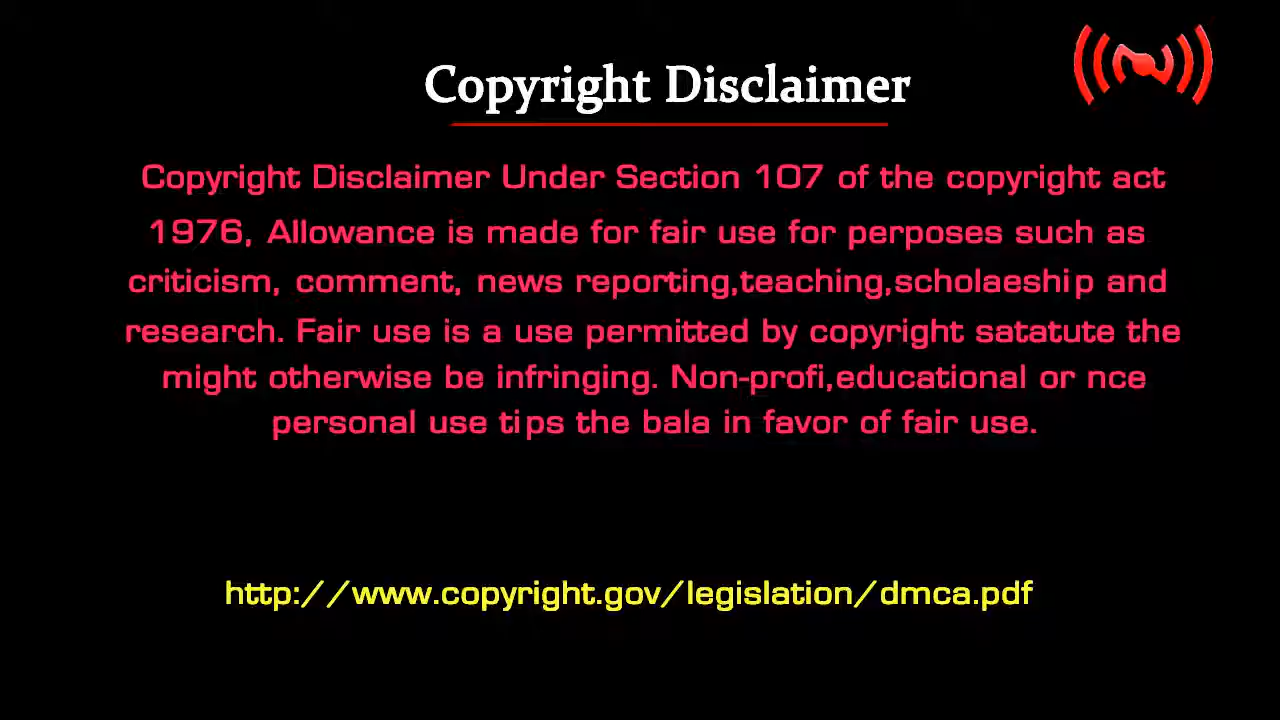 Copyright Disclaimer
Copyright Disclaimer Under Section 107 of the copyright act
1976, Allowance is made for fair use for perposes such as
criticism, comment, news reporting,teaching,scholaeship and
research. Fair use is a use permitted by copyright satatute the
might otherwise be infringing. Non-profi,educational or nce
personal use tips the bala in favor of fair use.
http://www.copyright.gov/legislation/dmca.pdf